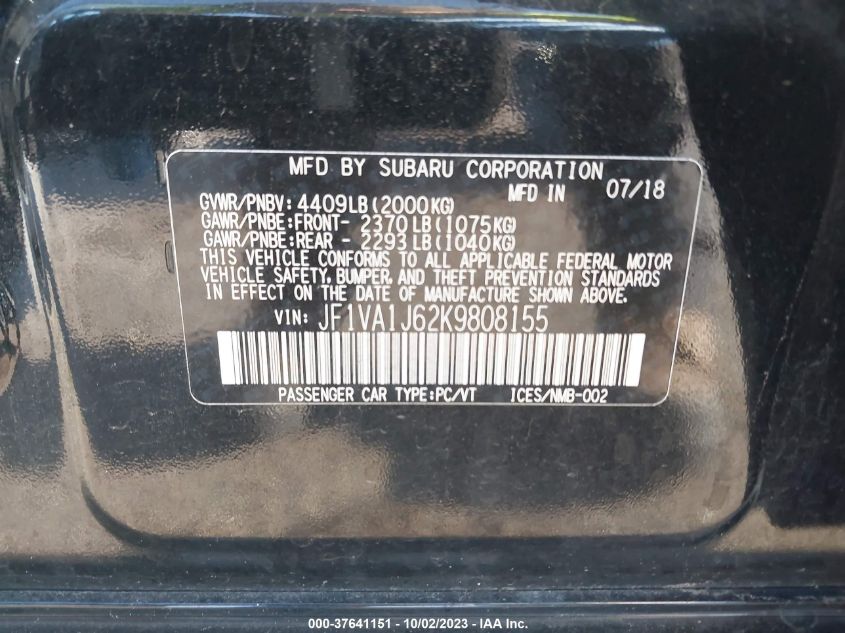 MFD BY SUBARU CORPORATION
MFD IN 07/18
GVWR/PNBV: 4409LB(2000KG)
GAWR/PNBE:FRONT- 2370LB(1075KG)
GAWR/PNBE:REAR - 2293LB(1040KG)
THIS VEHICLE CONFORMS TO ALL APPLICABLE FEDERAL MOTOR
VEHICLE SAFETY, BUMPER, AND THEFT PREVENTION STANDARDS
IN EFFECT ON THE DATE OF MANUFACTURE SHOWN ABOVE.
VIN: JF1VA1J62K9808155
PASSENGER CAR TYPE:PC/VT ICES/NMB-002
000-37641151 - 10/02/2023 - IAA Inc.